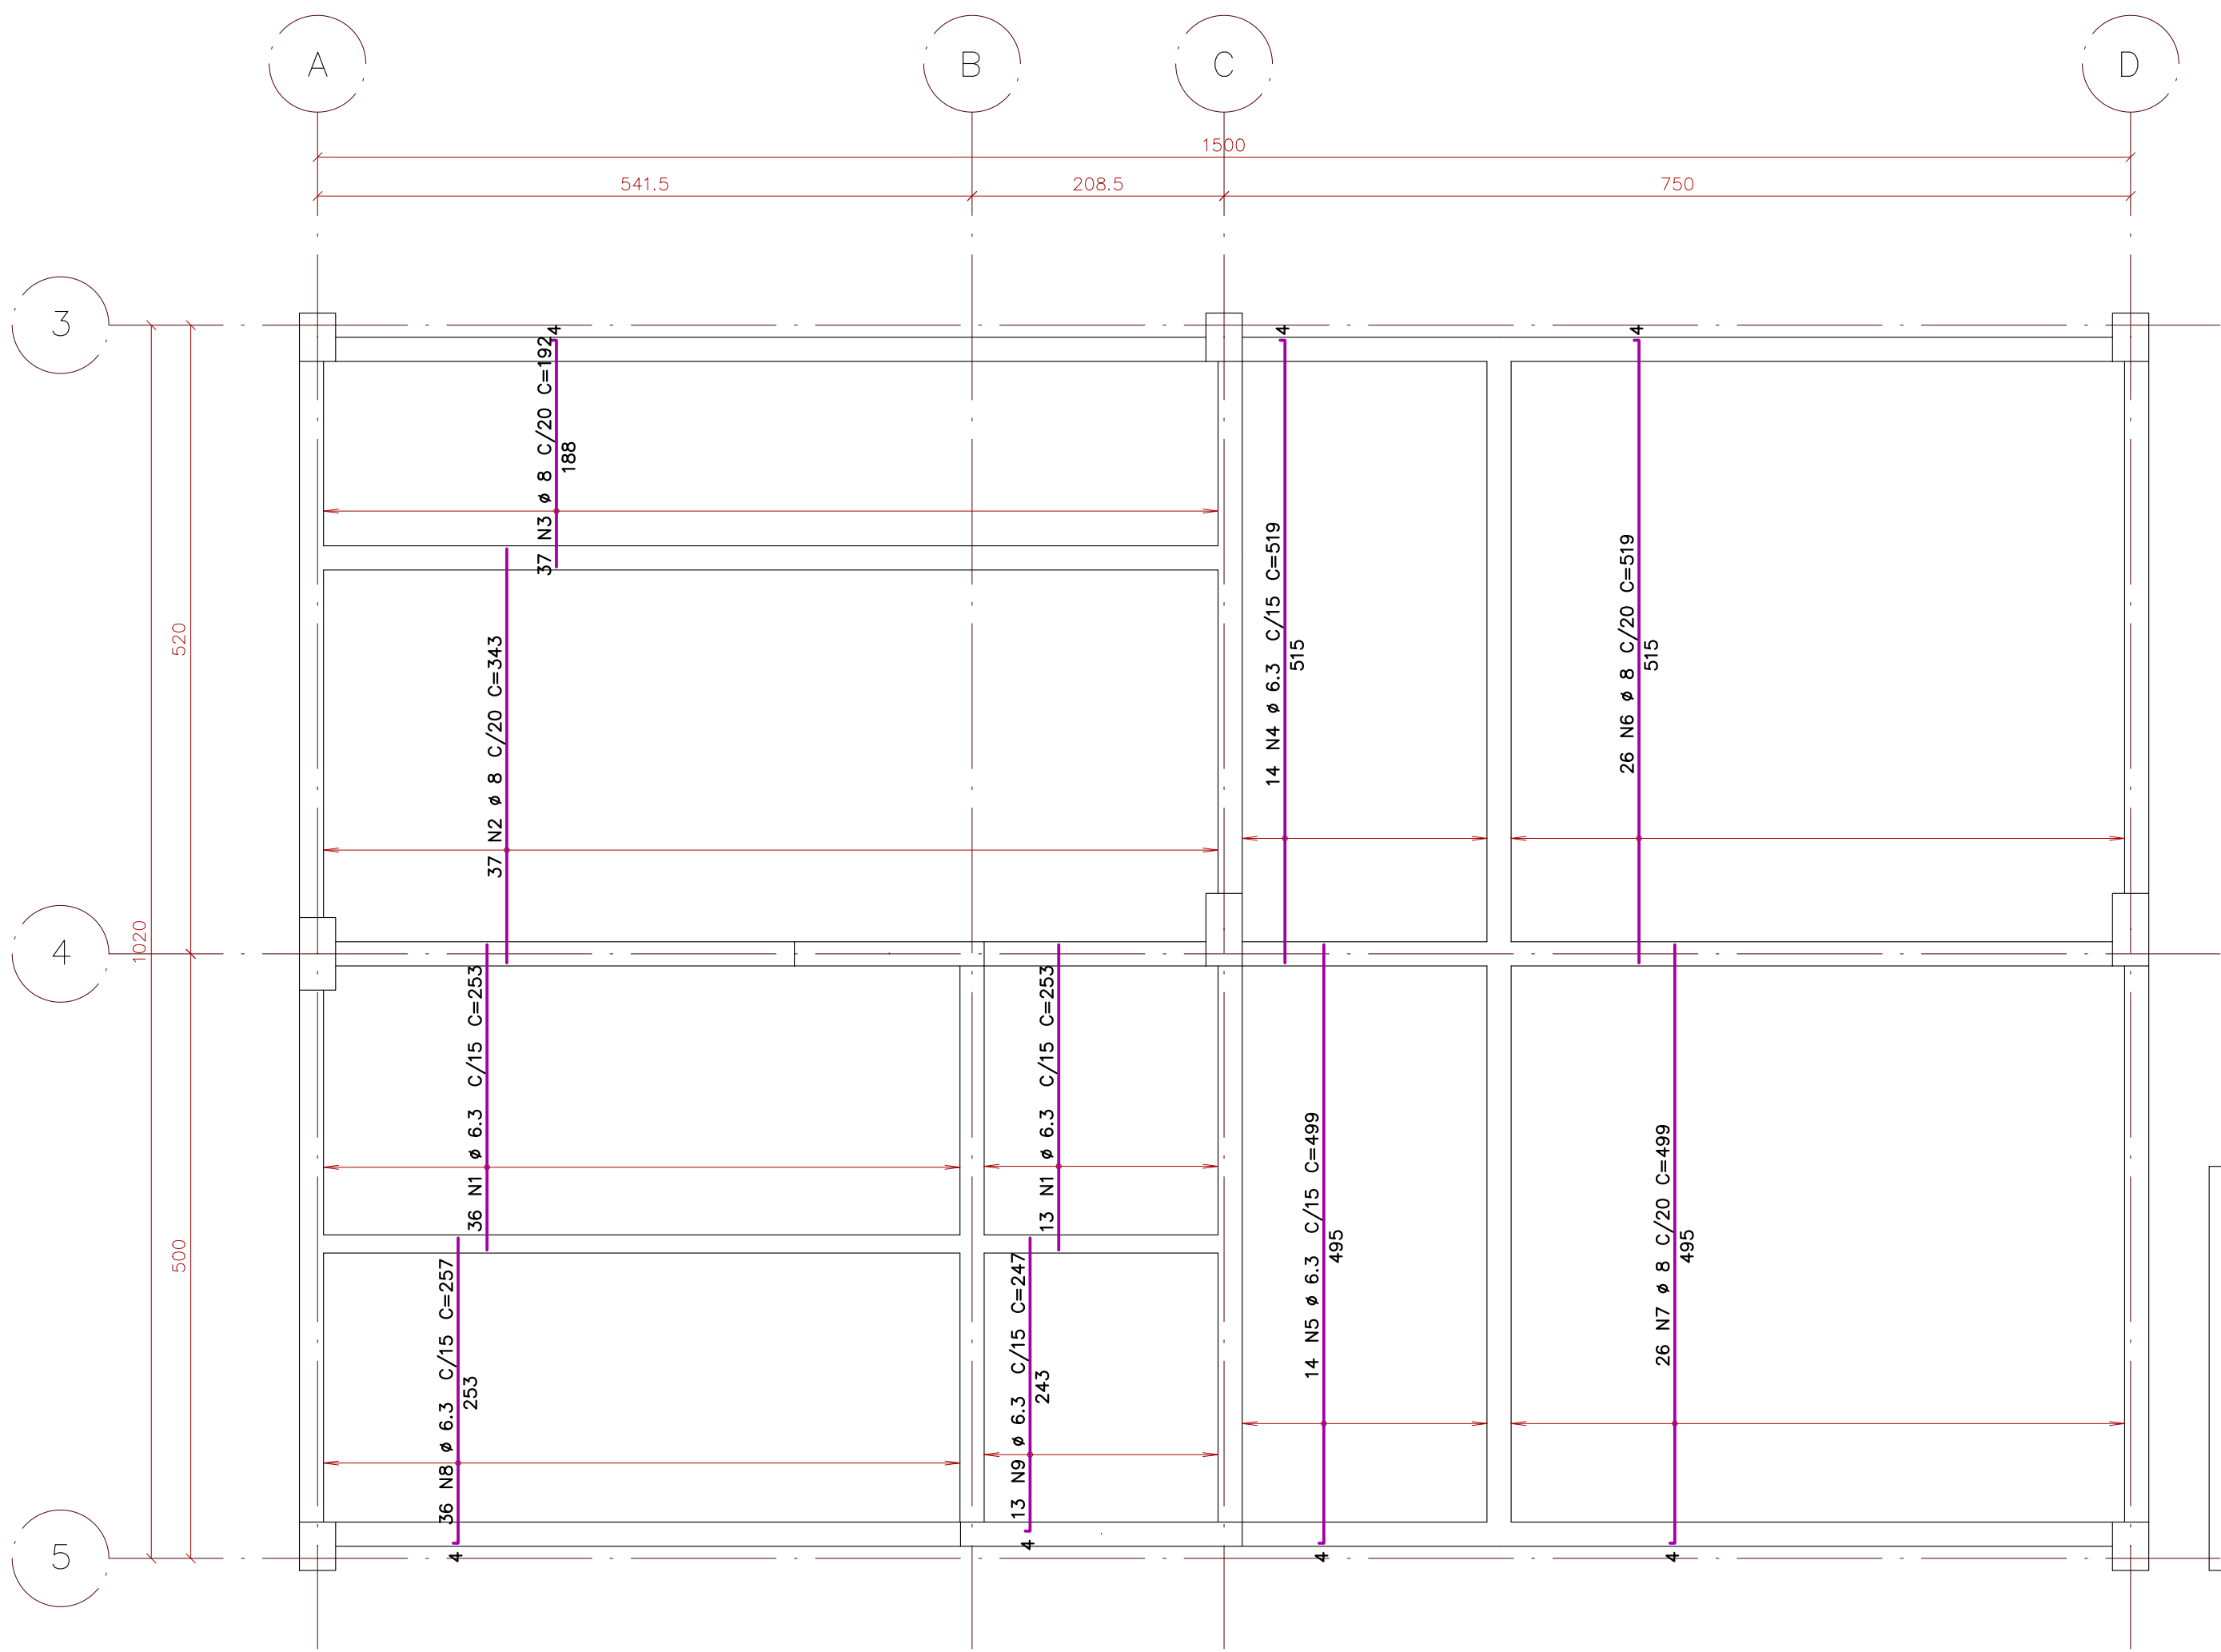 A
B
C
D
1500
541.5
208.5
750
3
4
4
4
37 N3 ø 8 C/20 C=192
188
14 N4 ø 6.3 C/15 C=519
515
26 N6 ø 8 C/20 C=519
515
520
37 N2 ø 8 C/20 C=343
1020
4
36 N1 ø 6.3 C/15 C=253
13 N1 ø 6.3 C/15 C=253
14 N5 ø 6.3 C/15 C=499
495
26 N7 ø 8 C/20 C=499
495
500
36 N8 ø 6.3 C/15 C=257
253
13 N9 ø 6.3 C/15 C=247
243
5
4
4
4
4